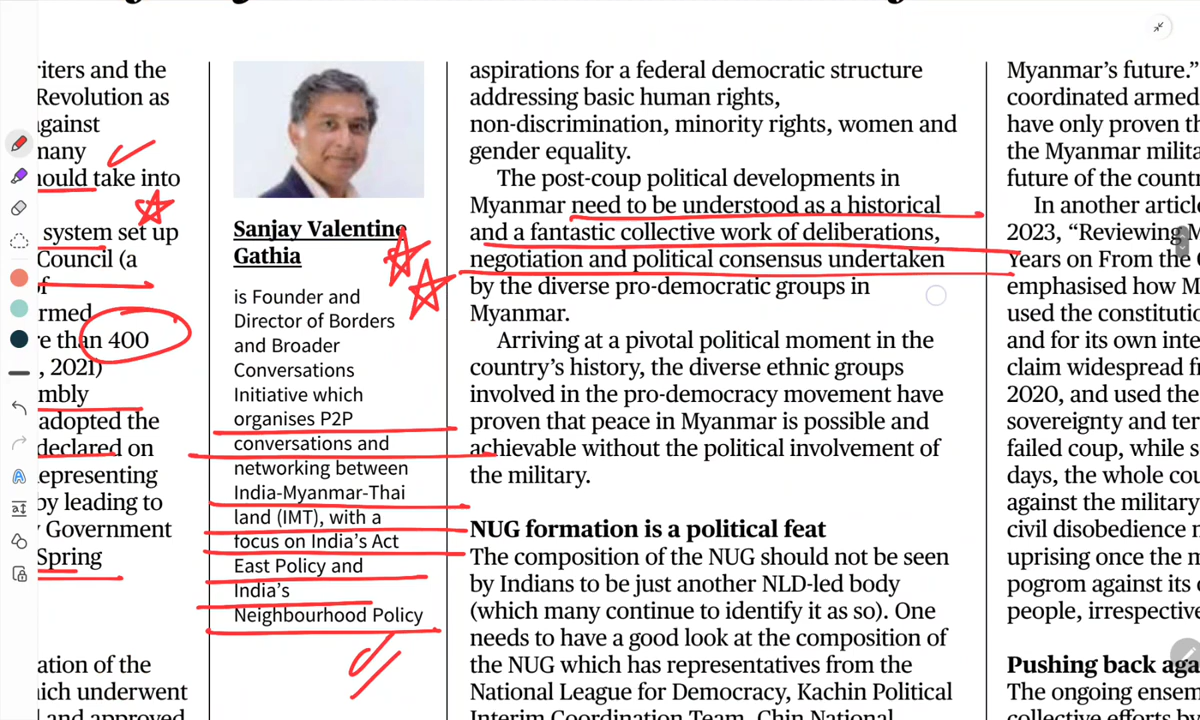 riters and the
Revolution as
gainst
many
hould take into
system set up
Council (a
of
rmed
re than 400
, 2021)
mbly
adopted the
declared on
epresenting
by leading to
Government
Spring
ation of the
ich underwent
and approved
Sanjay Valentine
Gathia
is Founder and
Director of Borders
and Broader
Conversations
Initiative which
organises P2P
conversations and
networking between
India-Myanmar-Thai
land (IMT), with a
focus on India's Act
East Policy and
India's
Neighbourhood Policy
aspirations for a federal democratic structure
addressing basic human rights,
non-discrimination, minority rights, women and
gender equality.
The post-coup political developments in
Myanmar need to be understood as a historical
and a fantastic collective work of deliberations,
negotiation and political consensus undertaken
by the diverse pro-democratic groups in
Myanmar.
Arriving at a pivotal political moment in the
country's history, the diverse ethnic groups
involved in the pro-democracy movement have
proven that peace in Myanmar is possible and
achievable without the political involvement of
the military.
NUG formation is a political feat
The composition of the NUG should not be seen
by Indians to be just another NLD-led body
(which many continue to identify it as so). One
needs to have a good look at the composition of
the NUG which has representatives from the
National League for Democracy, Kachin Political
Interim Coordination Team, Chin National
Myanmar's future."
coordinated armed
have only proven th
the Myanmar milita
future of the countr
In another article
2023, "Reviewing M
Years on From the
emphasised how M
used the constitutio
and for its own inte
claim widespread fr
2020, and used the
sovereignty and ter
failed coup, while s
days, the whole cou
against the military
civil disobedience n
uprising once the m
pogrom against its
people, irrespective
Pushing back aga
The ongoing ensem
collective efforts by